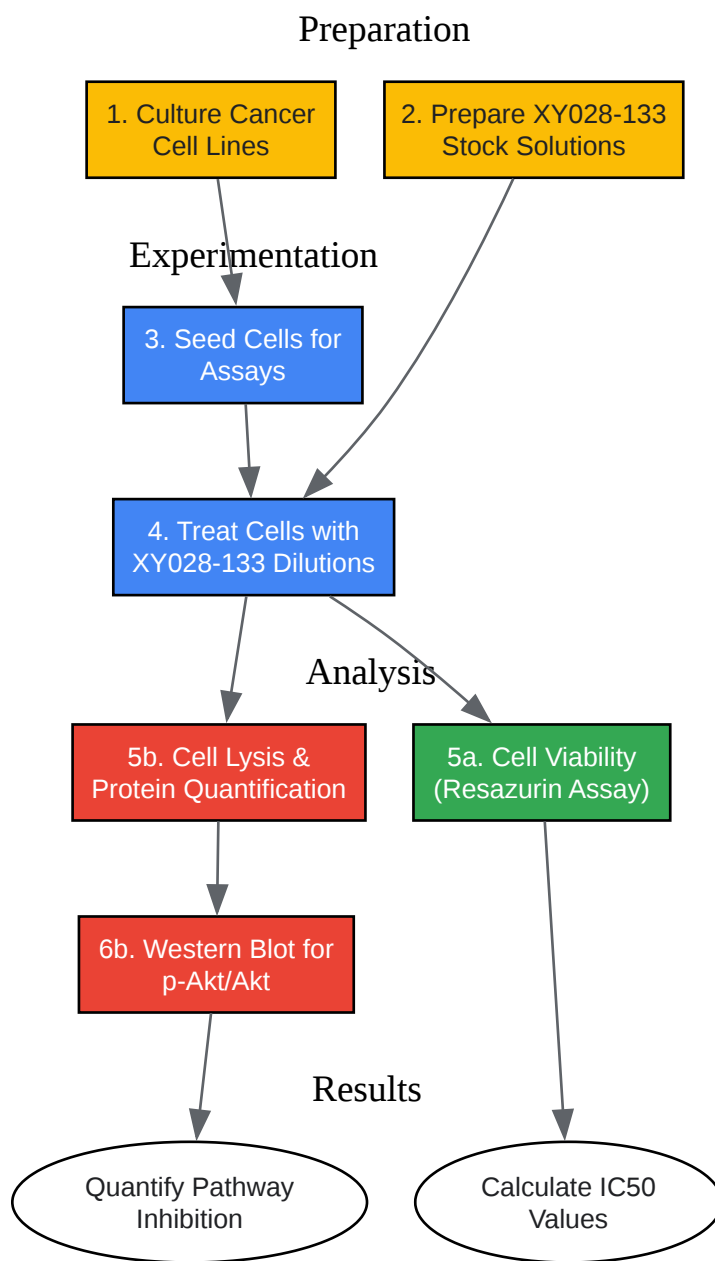 Preparation
1. Culture Cancer
Cell Lines
2. Prepare XY028-133
Stock Solutions
Experimentation
3. Seed Cells for
Assays
4. Treat Cells with
XY028-133 Dilutions
Analysis
5b. Cell Lysis &
Protein Quantification
5a. Cell Viability
(Resazurin Assay)
6b. Western Blot for
p-Akt/Akt
Results
Quantify Pathway
Inhibition
Calculate IC50
Values